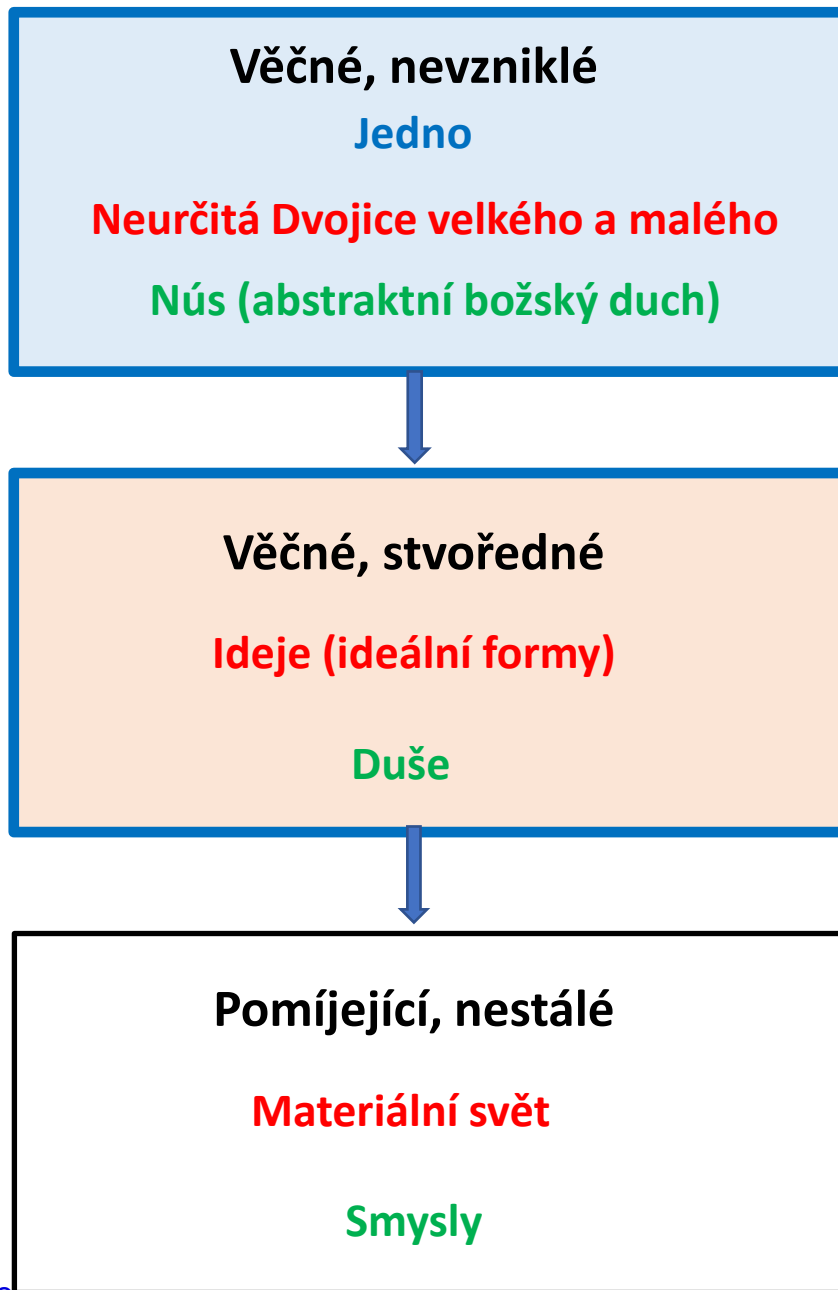 Věčné, nevzniklé
Jedno
Neurčitá Dvojice velkého a malého
Nús (abstraktní božský duch)
Věčné, stvoředné
Ideje (ideální formy)
Duše
Pomíjející, nestálé
Materiální svět
Smysly